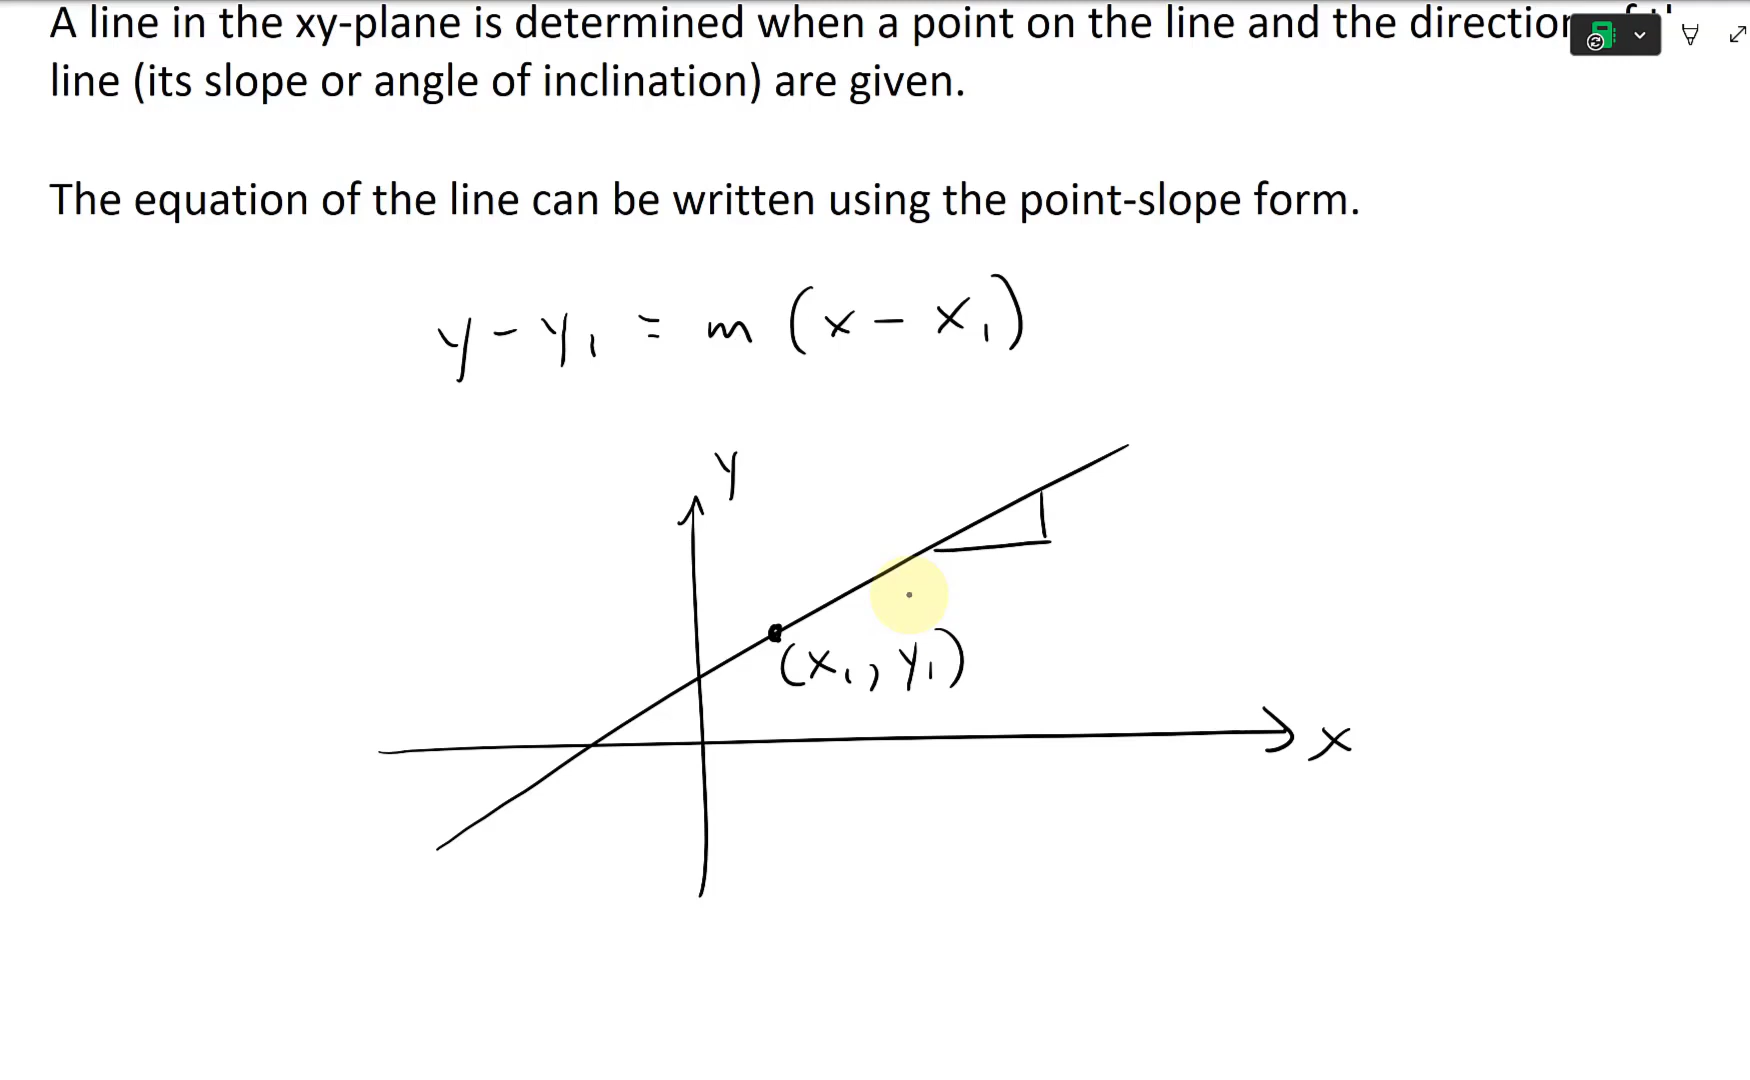 A line in the xy-plane is determined when a point on the line and the direction
line (its slope or angle of inclination) are given.
The equation of the line can be written using the point-slope form.
y - y₁ = m (x - x₁)
y
(x₁, y₁)
x